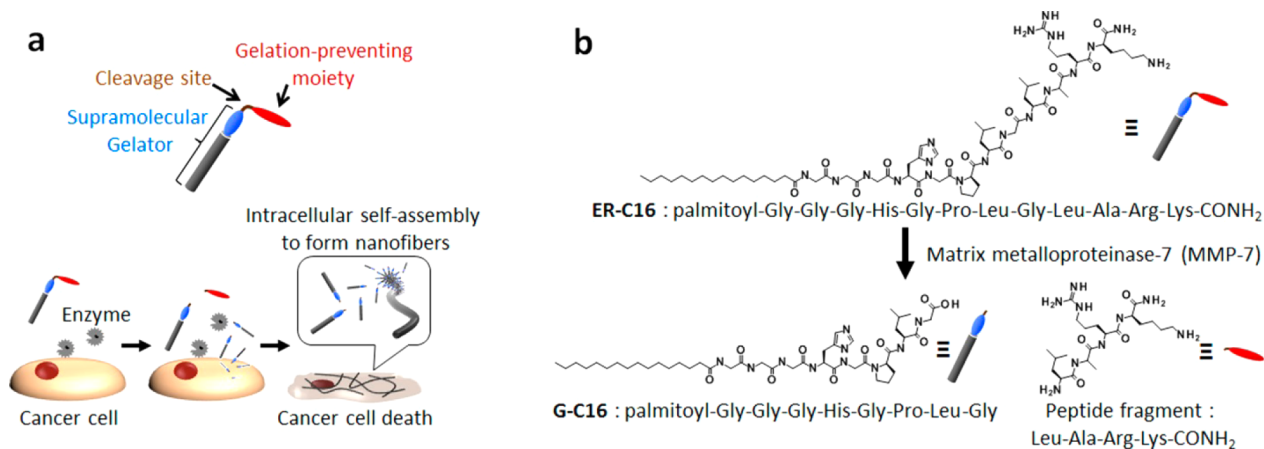 a
Gelation-preventing
moiety
Cleavage site
Supramolecular
Gelator
Intracellular self-assembly
to form nanofibers
Enzyme
Cancer cell
Cancer cell death
b
ER-C16 : palmitoyl-Gly-Gly-Gly-His-Gly-Pro-Leu-Gly-Leu-Ala-Arg-Lys-CONH₂
Matrix metalloproteinase-7 (MMP-7)
G-C16 : palmitoyl-Gly-Gly-Gly-His-Gly-Pro-Leu-Gly
Peptide fragment :
Leu-Ala-Arg-Lys-CONH₂